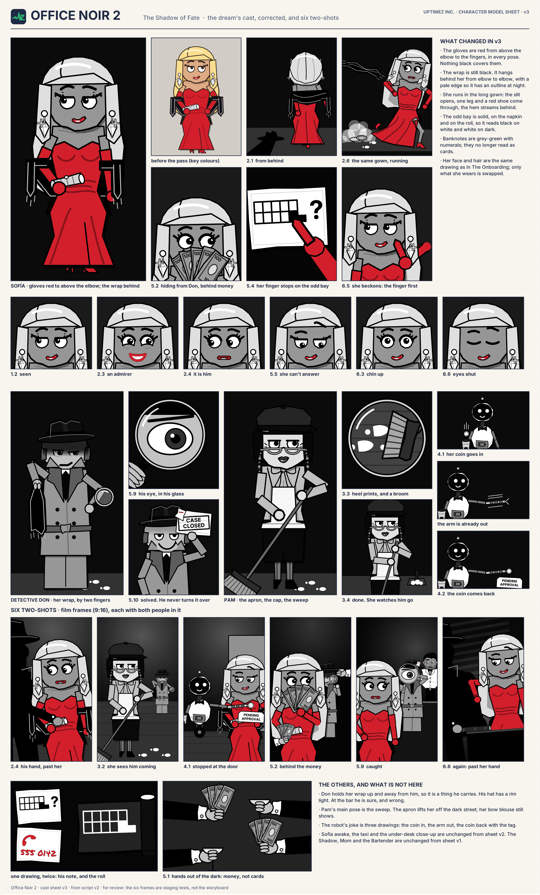 OFFICE NOIR 2
The Shadow of Fate · the dream's cast, corrected, and six two-shots
UPTIMEZ INC. · CHARACTER MODEL SHEET · v3
WHAT CHANGED IN v3
· The gloves are red from above the
elbow to the fingers, in every pose.
Nothing black covers them.
· The wrap is still black. It hangs
behind her from elbow to elbow, with a
pale edge so it has an outline at night.
· She runs in the long gown: the slit
opens, one leg and a red shoe come
through, the hem streams behind.
· The odd bay is solid, on the napkin
and on the roll, so it reads black on
white and white on dark.
· Banknotes are grey-green with
numerals; they no longer read as
cards.
· Her face and hair are the same
drawing as in The Onboarding; only
what she wears is swapped.
before the pass (key colours)
2.1 from behind
2.6 the same gown, running
?
SOFÍA · gloves red to above the elbow; the wrap behind
5.2 hiding from Don, behind money
5.4 her finger stops on the odd bay
6.5 she beckons: the finger first
1.2 seen
2.3 an admirer
2.4 it is him
5.5 she can't answer
6.3 chin up
8.6 eyes shut
4.1 her coin goes in
5.9 his eye, in his glass
3.3 heel prints, and a broom
CASE
CLOSED
the arm is already out
PENDING
APPROVAL
DETECTIVE DON · her wrap, by two fingers
5.10 solved. He never turns it over
PAM · the apron, the cap, the sweep
3.4 done. She watches him go
4.2 the coin comes back
SIX TWO-SHOTS · film frames (9:16), each with both people in it
PENDING
APPROVAL
2.4 his hand, past her
3.2 she sees him coming
4.1 stopped at the door
5.2 behind the money
5.9 caught
6.6 again: past her hand
?
555 0142
THE OTHERS, AND WHAT IS NOT HERE
· Don holds her wrap up and away from him, so it is a thing he carries. His hat has a rim
light. At the bar he is sure, and wrong.
· Pam's main pose is the sweep. The apron lifts her off the dark street; her bow blouse still
shows.
· The robot's joke is three drawings: the coin in, the arm out, the coin back with the tag.
· Sofía awake, the taxi and the under-desk close-up are unchanged from sheet v2. The
Shadow, Mom and the Bartender are unchanged from sheet v1.
one drawing, twice: his note, and the roll
5.1 hands out of the dark: money, not cards
Office Noir 2 · cast sheet v3 · from script v2 · for review: the six frames are staging tests, not the storyboard